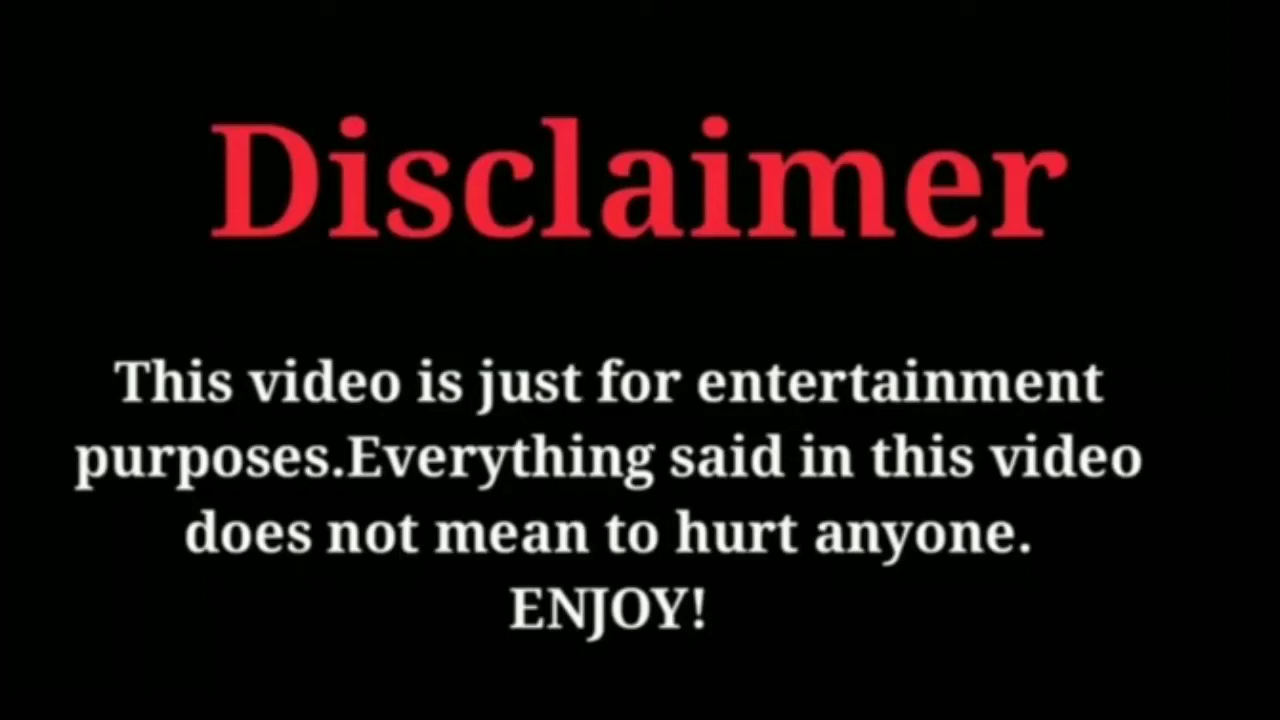 Disclaimer
This video is just for entertainment
purposes.Everything said in this video
does not mean to hurt anyone.
ENJOY!